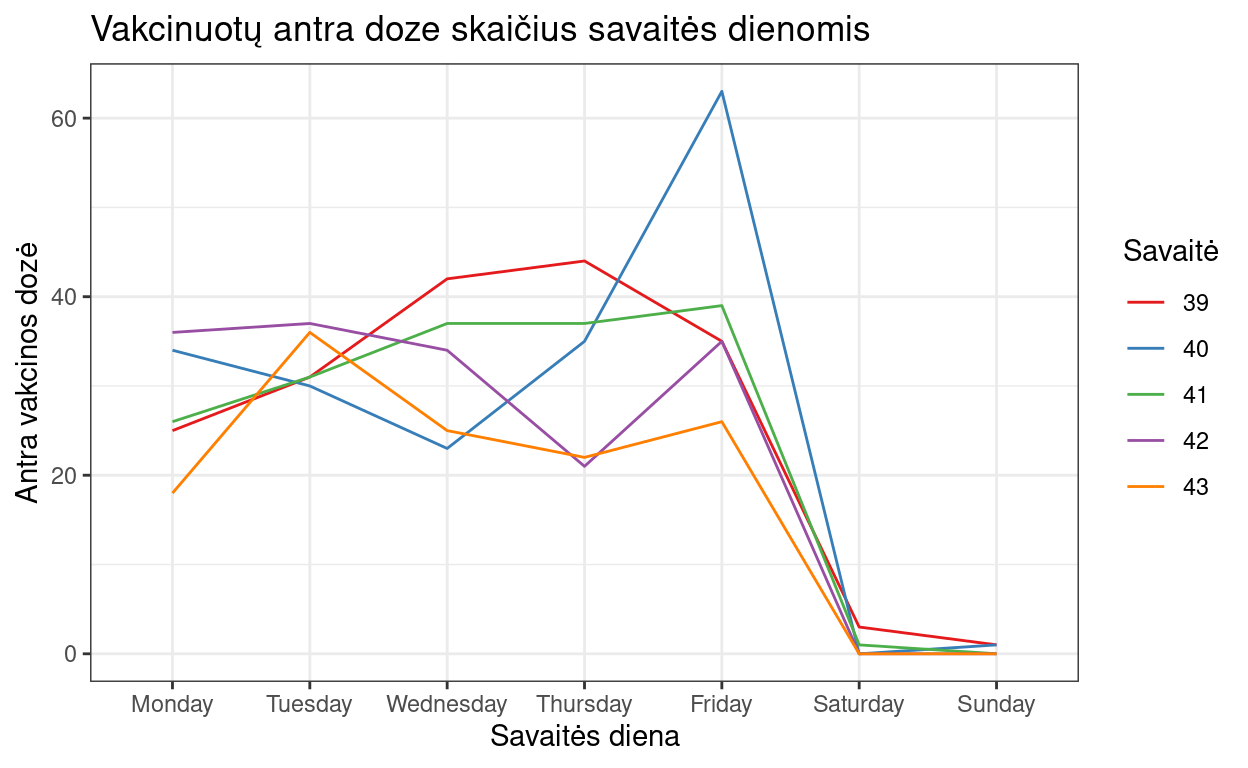 Vakcinuotų antra doze skaičius savaitės dienomis
Antra vakcinos dozė
60
40
20
0
Monday Tuesday Wednesday Thursday Friday Saturday Sunday
Savaitės diena
Savaitė
39
40
41
42
43